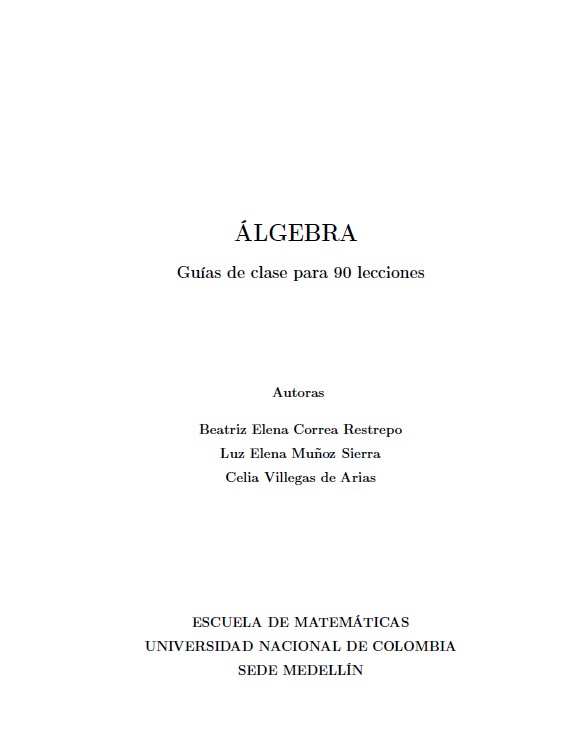 ÁLGEBRA
Guías de clase para 90 lecciones
Autoras
Beatriz Elena Correa Restrepo
Luz Elena Muñoz Sierra
Celia Villegas de Arias
ESCUELA DE MATEMÁTICAS
UNIVERSIDAD NACIONAL DE COLOMBIA
SEDE MEDELLÍN